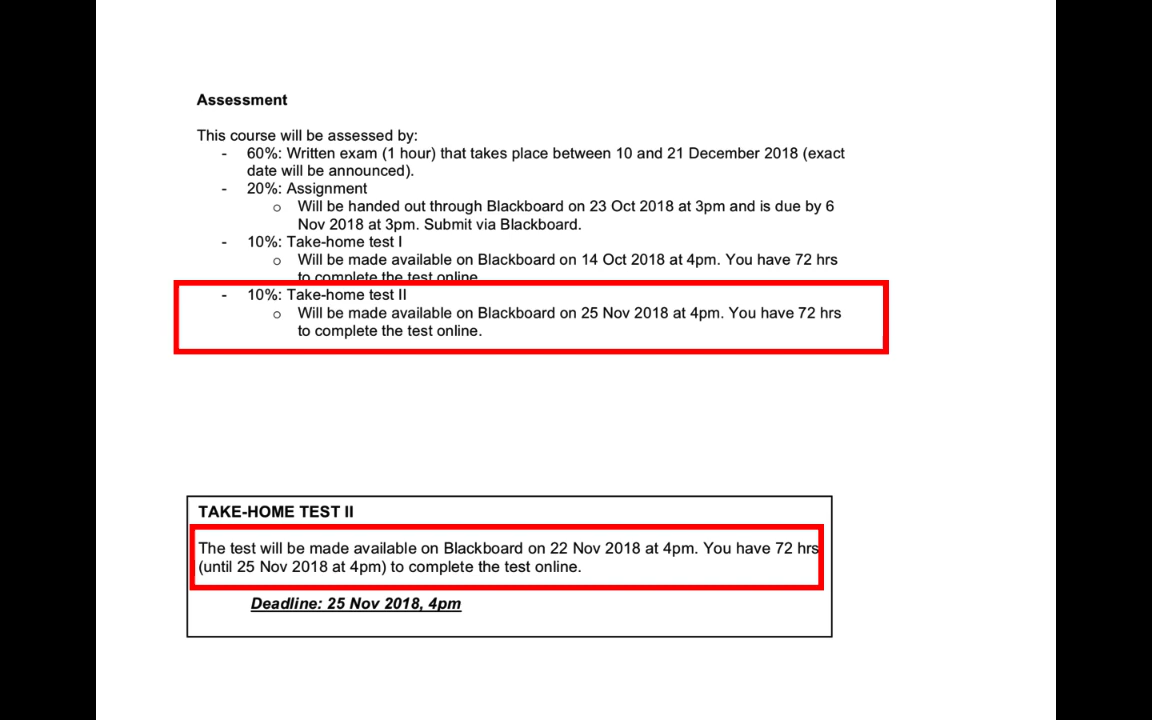 Assessment
This course will be assessed by:
- 60%: Written exam (1 hour) that takes place between 10 and 21 December 2018 (exact
date will be announced).
- 20%: Assignment
o Will be handed out through Blackboard on 23 Oct 2018 at 3pm and is due by 6
Nov 2018 at 3pm. Submit via Blackboard.
- 10%: Take-home test I
o Will be made available on Blackboard on 14 Oct 2018 at 4pm. You have 72 hrs
to complete the test online.
- 10%: Take-home test II
o Will be made available on Blackboard on 25 Nov 2018 at 4pm. You have 72 hrs
to complete the test online.
TAKE-HOME TEST II
The test will be made available on Blackboard on 22 Nov 2018 at 4pm. You have 72 hrs
(until 25 Nov 2018 at 4pm) to complete the test online.
Deadline: 25 Nov 2018, 4pm